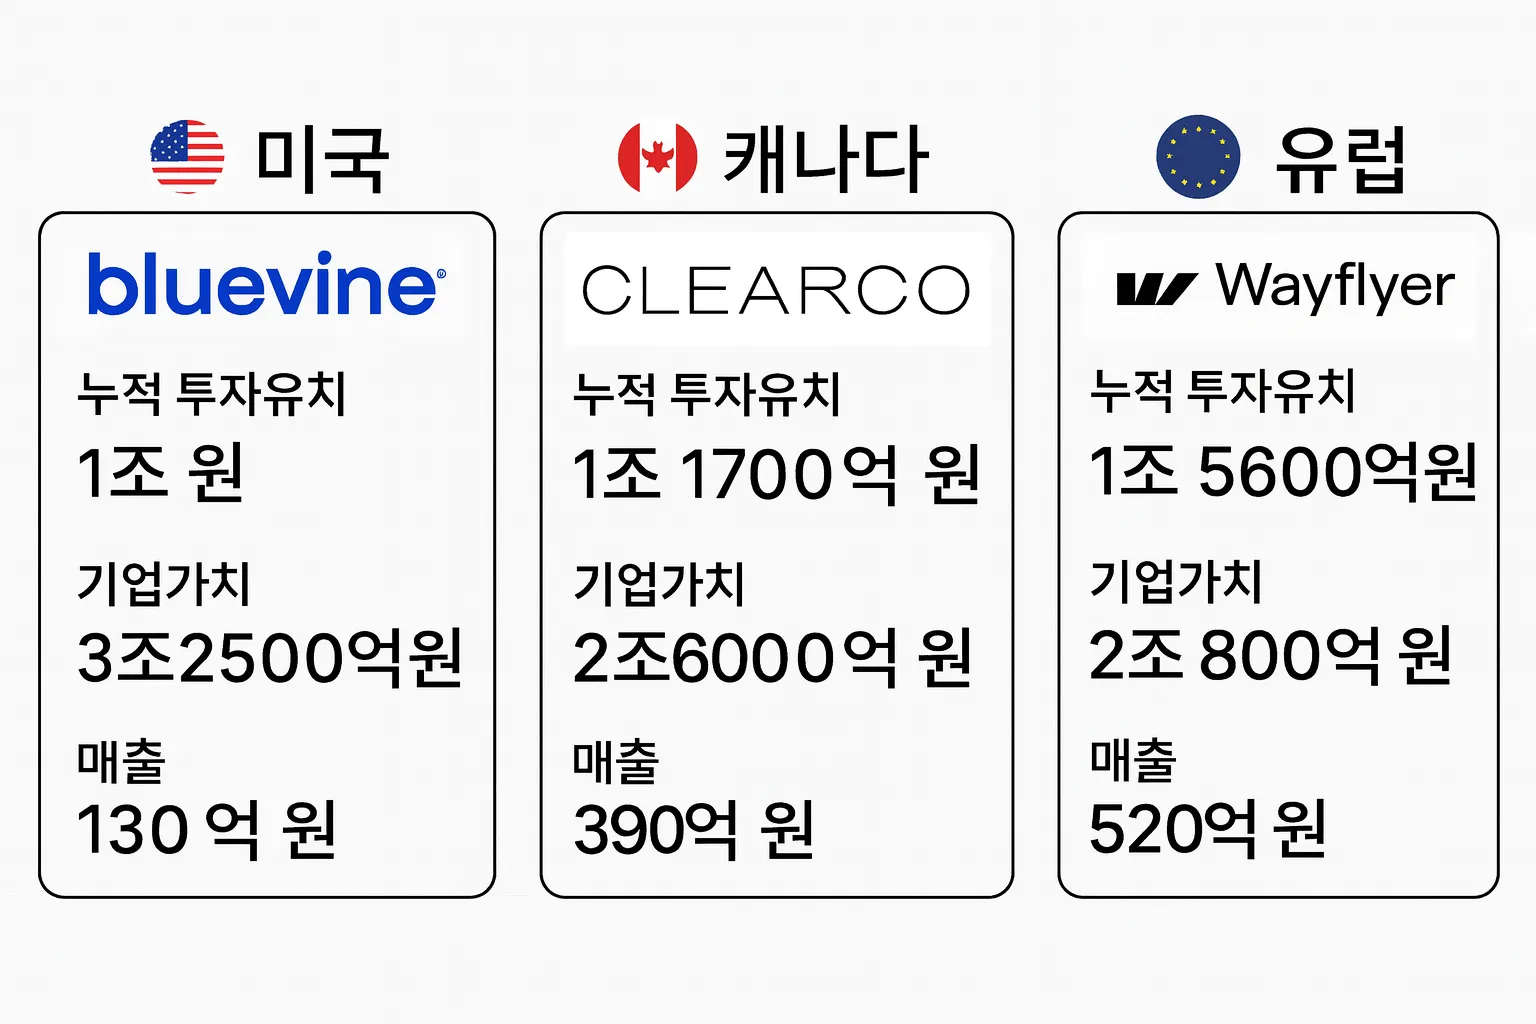 미국
bluevine®
누적 투자유치
1조 원
기업가치
3조2500억원
매출
130 억 원
캐나다
CLEARCO
누적 투자유치
1조 1700억 원
기업가치
2조6000억 원
매출
390억 원
유럽
Wayflyer
누적 투자유치
1조 5600억원
기업가치
2조 800억 원
매출
520억 원